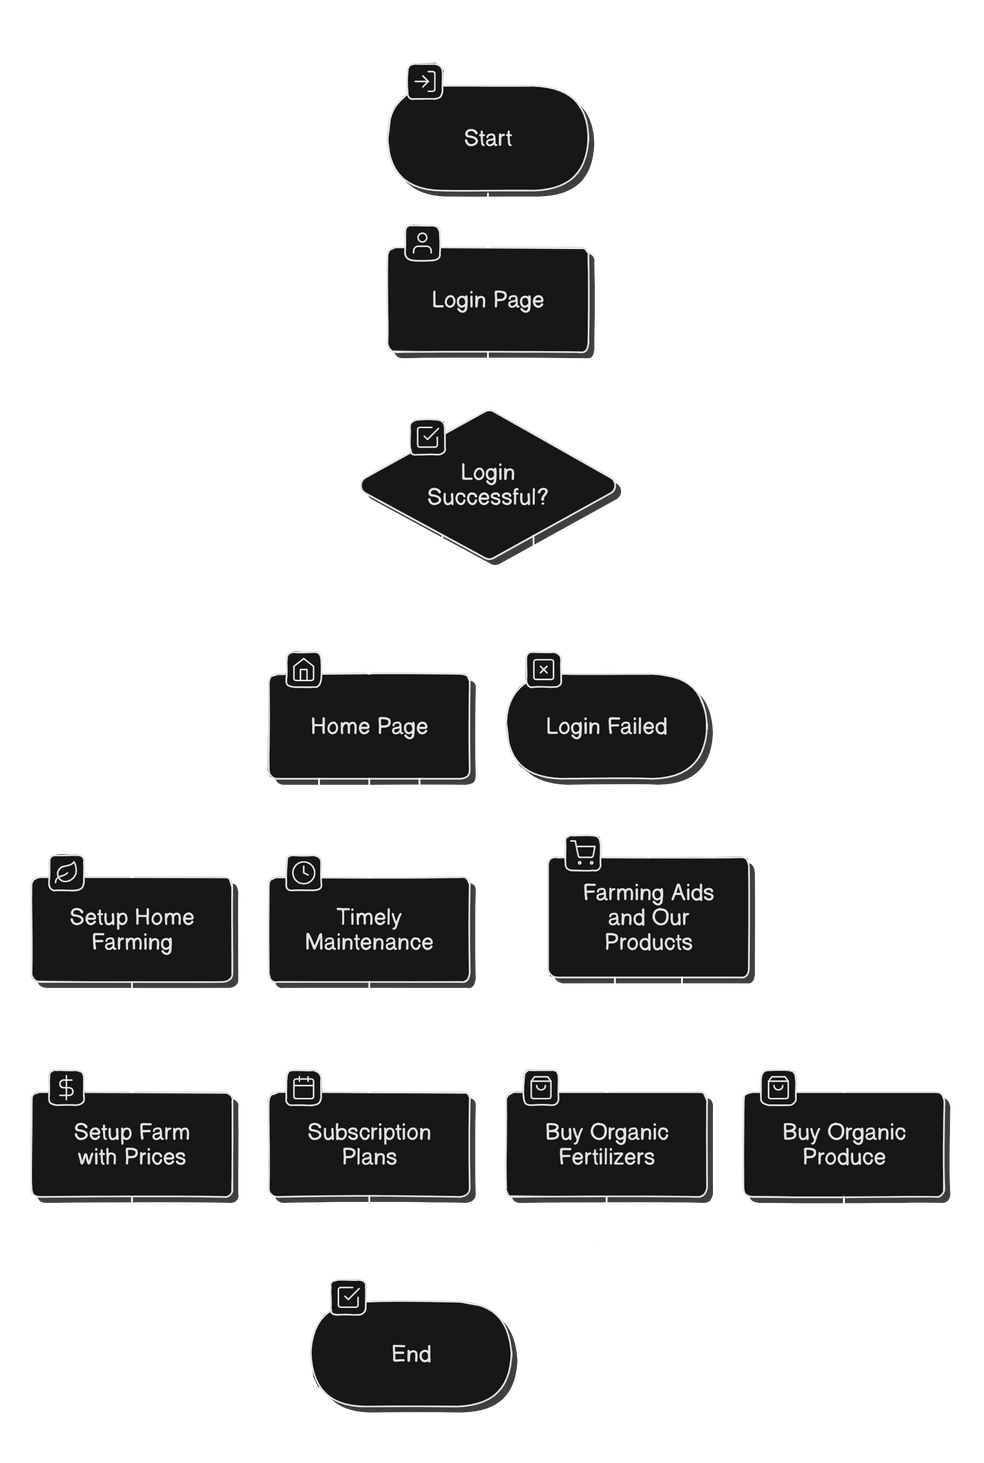 Start
Login Page
Login
Successful?
Home Page
Login Failed
Setup Home
Farming
Timely
Maintenance
Farming Aids
and Our
Products
Setup Farm
with Prices
Subscription
Plans
Buy Organic
Fertilizers
Buy Organic
Produce
End